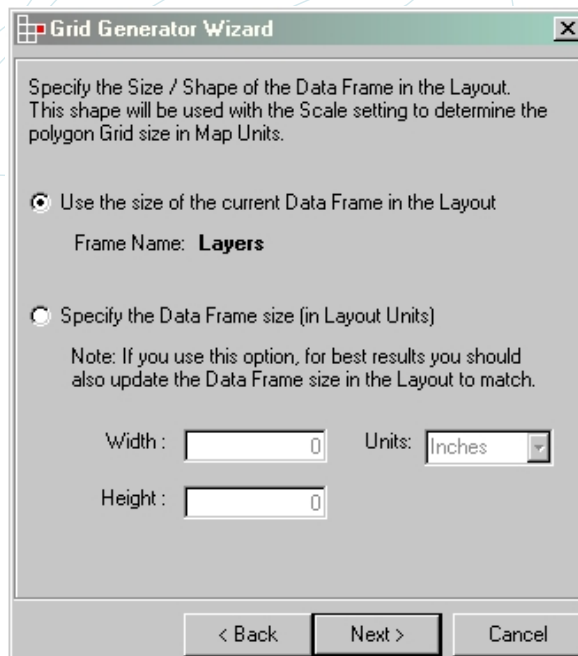 Grid Generator Wizard
Specify the Size / Shape of the Data Frame in the Layout.
This shape will be used with the Scale setting to determine the
polygon Grid size in Map Units.
Use the size of the current Data Frame in the Layout
Frame Name: Layers
Specify the Data Frame size (in Layout Units)
Note: If you use this option, for best results you should
also update the Data Frame size in the Layout to match.
Width : 0 Units: Inches
Height : 0
< Back Next > Cancel